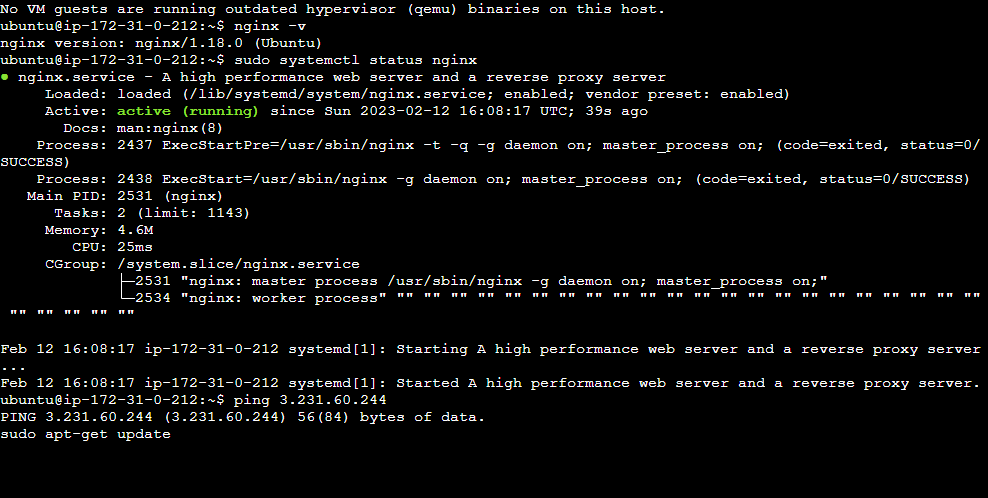 No VM guests are running outdated hypervisor (qemu) binaries on this host.
ubuntu@ip-172-31-0-212:~$ nginx -v
nginx version: nginx/1.18.0 (Ubuntu)
ubuntu@ip-172-31-0-212:~$ sudo systemctl status nginx
● nginx.service - A high performance web server and a reverse proxy server
     Loaded: loaded (/lib/systemd/system/nginx.service; enabled; vendor preset: enabled)
     Active: active (running) since Sun 2023-02-12 16:08:17 UTC; 39s ago
       Docs: man:nginx(8)
    Process: 2437 ExecStartPre=/usr/sbin/nginx -t -q -g daemon on; master_process on; (code=exited, status=0/
SUCCESS)
    Process: 2438 ExecStart=/usr/sbin/nginx -g daemon on; master_process on; (code=exited, status=0/SUCCESS)
   Main PID: 2531 (nginx)
      Tasks: 2 (limit: 1143)
     Memory: 4.6M
        CPU: 25ms
     CGroup: /system.slice/nginx.service
             ├─2531 "nginx: master process /usr/sbin/nginx -g daemon on; master_process on;"
             └─2534 "nginx: worker process" "" "" "" "" "" "" "" "" "" "" "" "" "" "" "" "" "" "" "" "" "" ""
 "" "" "" "" ""
Feb 12 16:08:17 ip-172-31-0-212 systemd[1]: Starting A high performance web server and a reverse proxy server
...
Feb 12 16:08:17 ip-172-31-0-212 systemd[1]: Started A high performance web server and a reverse proxy server.
ubuntu@ip-172-31-0-212:~$ ping 3.231.60.244
PING 3.231.60.244 (3.231.60.244) 56(84) bytes of data.
sudo apt-get update